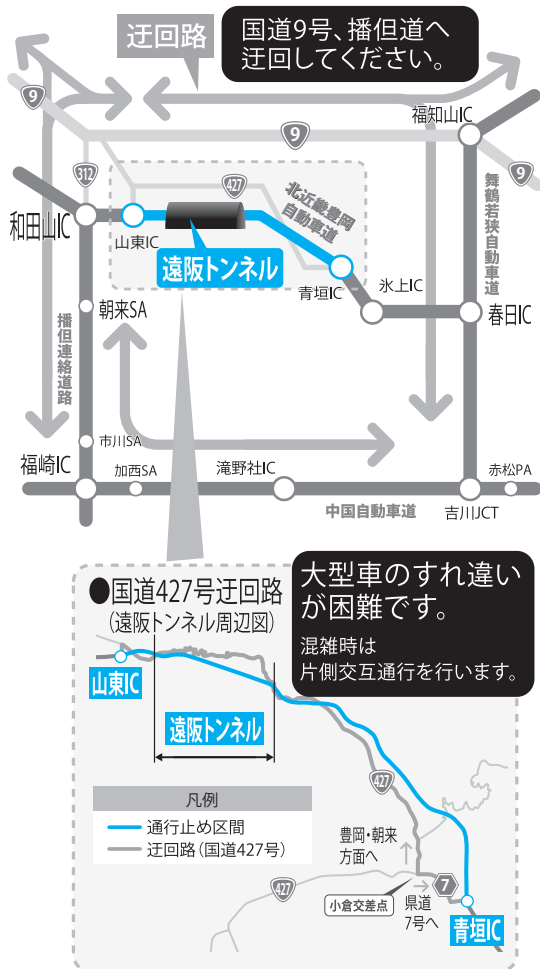 迂回路
国道9号、播但道へ
迂回してください。
9
福知山IC
9
9
312
427
和田山IC
山東IC
北近畿豊岡
自動車道
舞鶴若狭自動車道
遠阪トンネル
青垣IC
氷上IC
朝来SA
春日IC
播但連絡道路
市川SA
福崎IC
加西SA
滝野社IC
赤松PA
中国自動車道
吉川JCT
●国道427号迂回路
(遠阪トンネル周辺図)
大型車のすれ違い
が困難です。
混雑時は
片側交互通行を行います。
山東IC
遠阪トンネル
427
凡例
通行止め区間
迂回路(国道427号)
豊岡・朝来
方面へ
427
小倉交差点
7
県道
7号へ
青垣IC